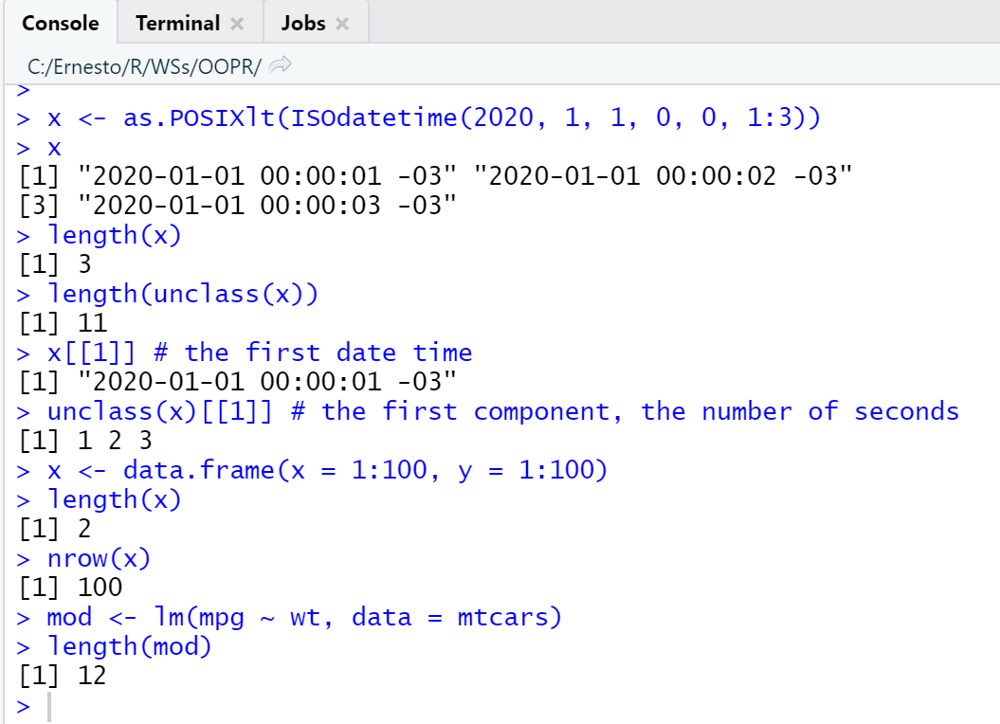 Console Terminal Jobs
C:/Ernesto/R/WSs/OOPR/
>
> x <- as.POSIXlt(ISOdatetime(2020, 1, 1, 0, 0, 1:3))
> x
[1] "2020-01-01 00:00:01 -03" "2020-01-01 00:00:02 -03"
[3] "2020-01-01 00:00:03 -03"
> length(x)
[1] 3
> length(unclass(x))
[1] 11
> x[[1]] # the first date time
[1] "2020-01-01 00:00:01 -03"
> unclass(x)[[1]] # the first component, the number of seconds
[1] 1 2 3
> x <- data.frame(x = 1:100, y = 1:100)
> length(x)
[1] 2
> nrow(x)
[1] 100
> mod <- lm(mpg ~ wt, data = mtcars)
> length(mod)
[1] 12
>